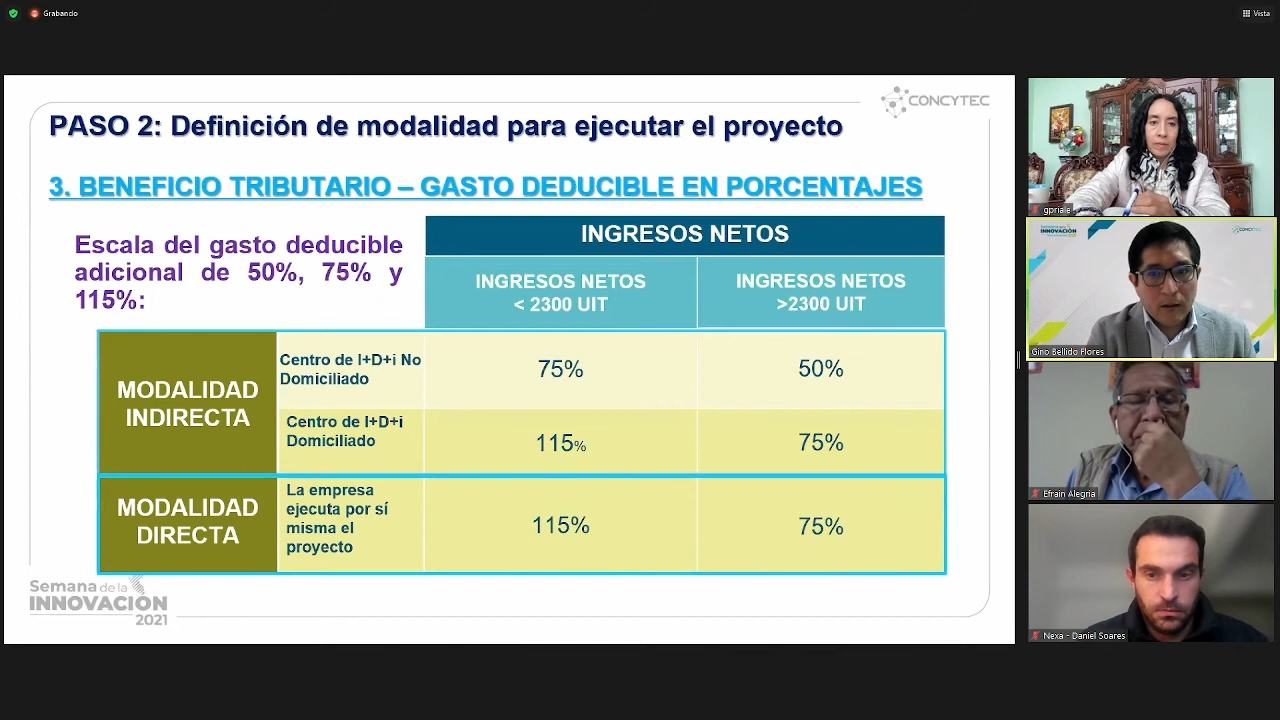 Grabando
Vista
CONCYTEC
PASO 2: Definición de modalidad para ejecutar el proyecto
3. BENEFICIO TRIBUTARIO – GASTO DEDUCIBLE EN PORCENTAJES
Escala del gasto deducible
adicional de 50%, 75% y
115%:
INGRESOS NETOS
INGRESOS NETOS
< 2300 UIT
INGRESOS NETOS
>2300 UIT
MODALIDAD
INDIRECTA
Centro de I+D+i No
Domiciliado
75%
50%
Centro de I+D+i
Domiciliado
115%
75%
MODALIDAD
DIRECTA
La empresa
ejecuta por sí
misma el
proyecto
115%
75%
Semana de la
INNOVACIÓN
2021
gpriale
INNOVACIÓN
CONCYTEC
Gino Bellido Flores
Efrain Alegria
Nexa - Daniel Soares